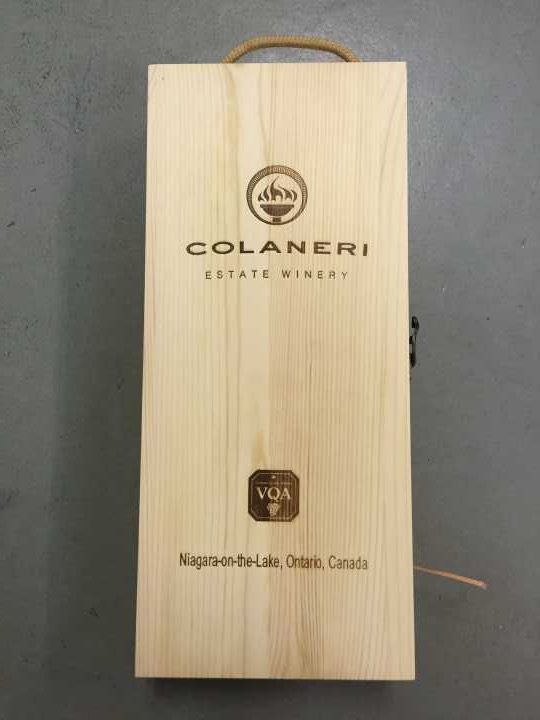 COLANERI
ESTATE WINERY
VQA
Niagara-on-the-Lake, Ontario, Canada